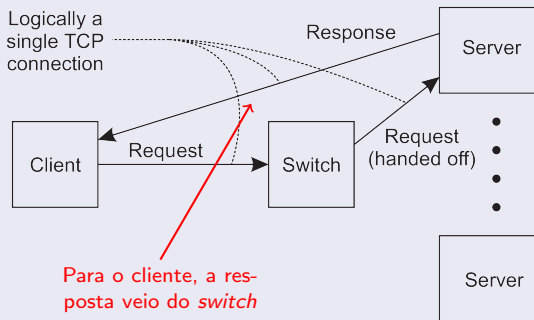 Logically a
single TCP
connection
Response
Server
Client
Request
Switch
Request
(handed off)
Server
Para o cliente, a res-
posta veio do switch